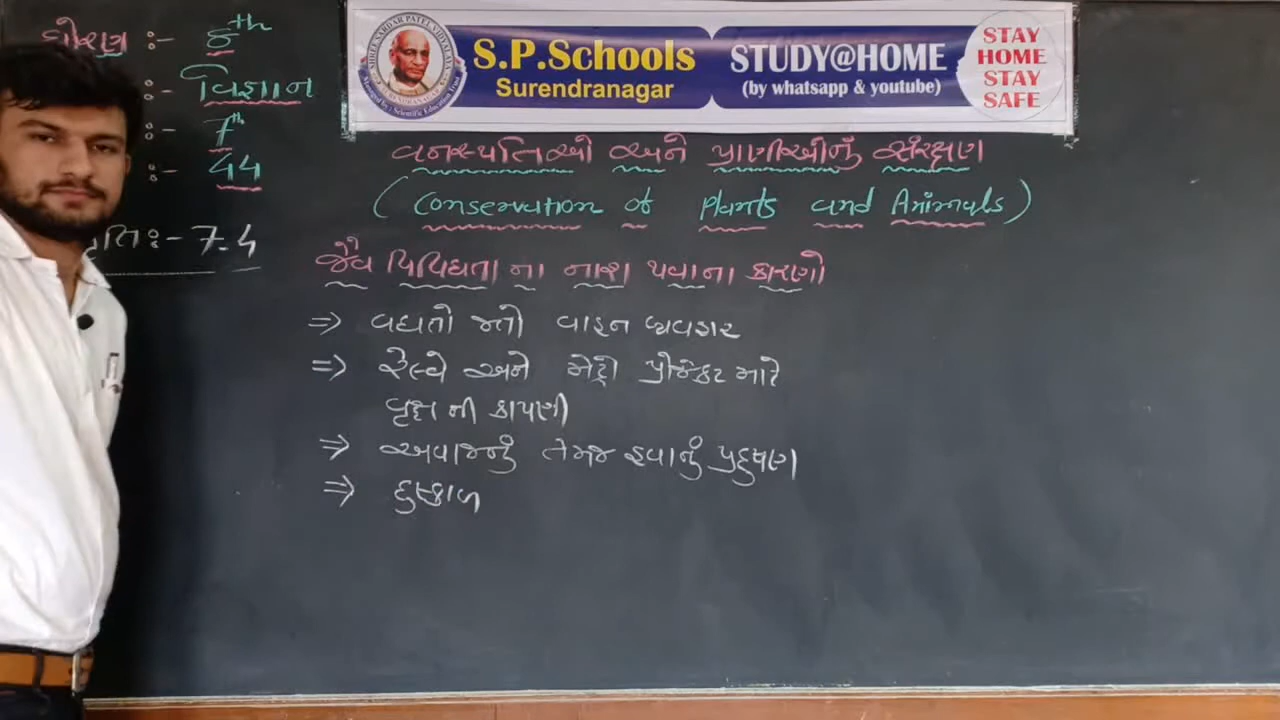 S.P.Schools
Surendranagar
STUDY@HOME
(by whatsapp & youtube)
STAY
HOME
STAY
SAFE
ધોરણ :- 8th
:- વિજ્ઞાન
:- 7th
:- 44
:- 7.4
વનસ્પતિઓ અને પ્રાણીઓનું સંરક્ષણ
(Conservation of Plants and Animals)
જૈવ વિવિધતા ના નાશ થવાના કારણો
⇒ વધતો જતો વાહન વ્યવહાર
⇒ રેલ્વે અને મેટ્રો પ્રોજેકટ માટે
વૃક્ષ ની કાપણી
⇒ અવાજનું તેમજ હવાનું પ્રદુષણ
⇒ દુષ્કાળ